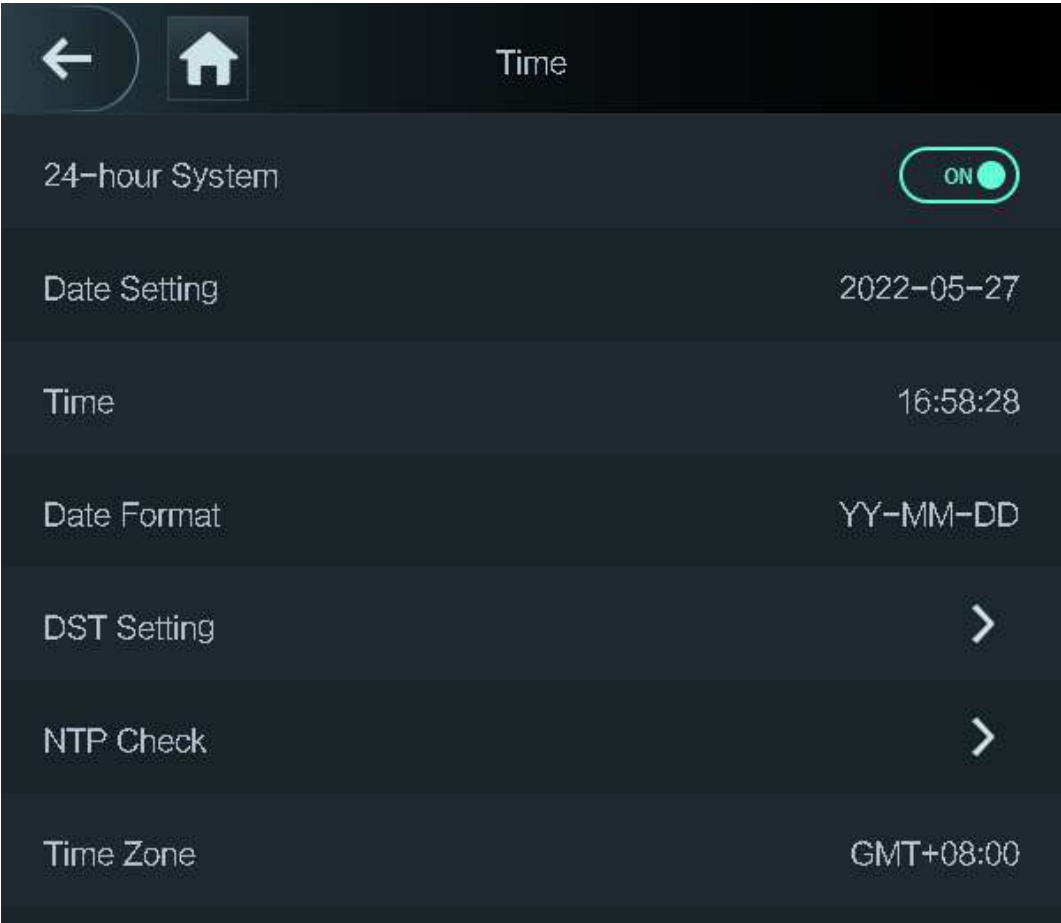 Time
24-hour System ON
Date Setting 2022-05-27
Time 16:58:28
Date Format YY-MM-DD
DST Setting
NTP Check
Time Zone GMT+08:00